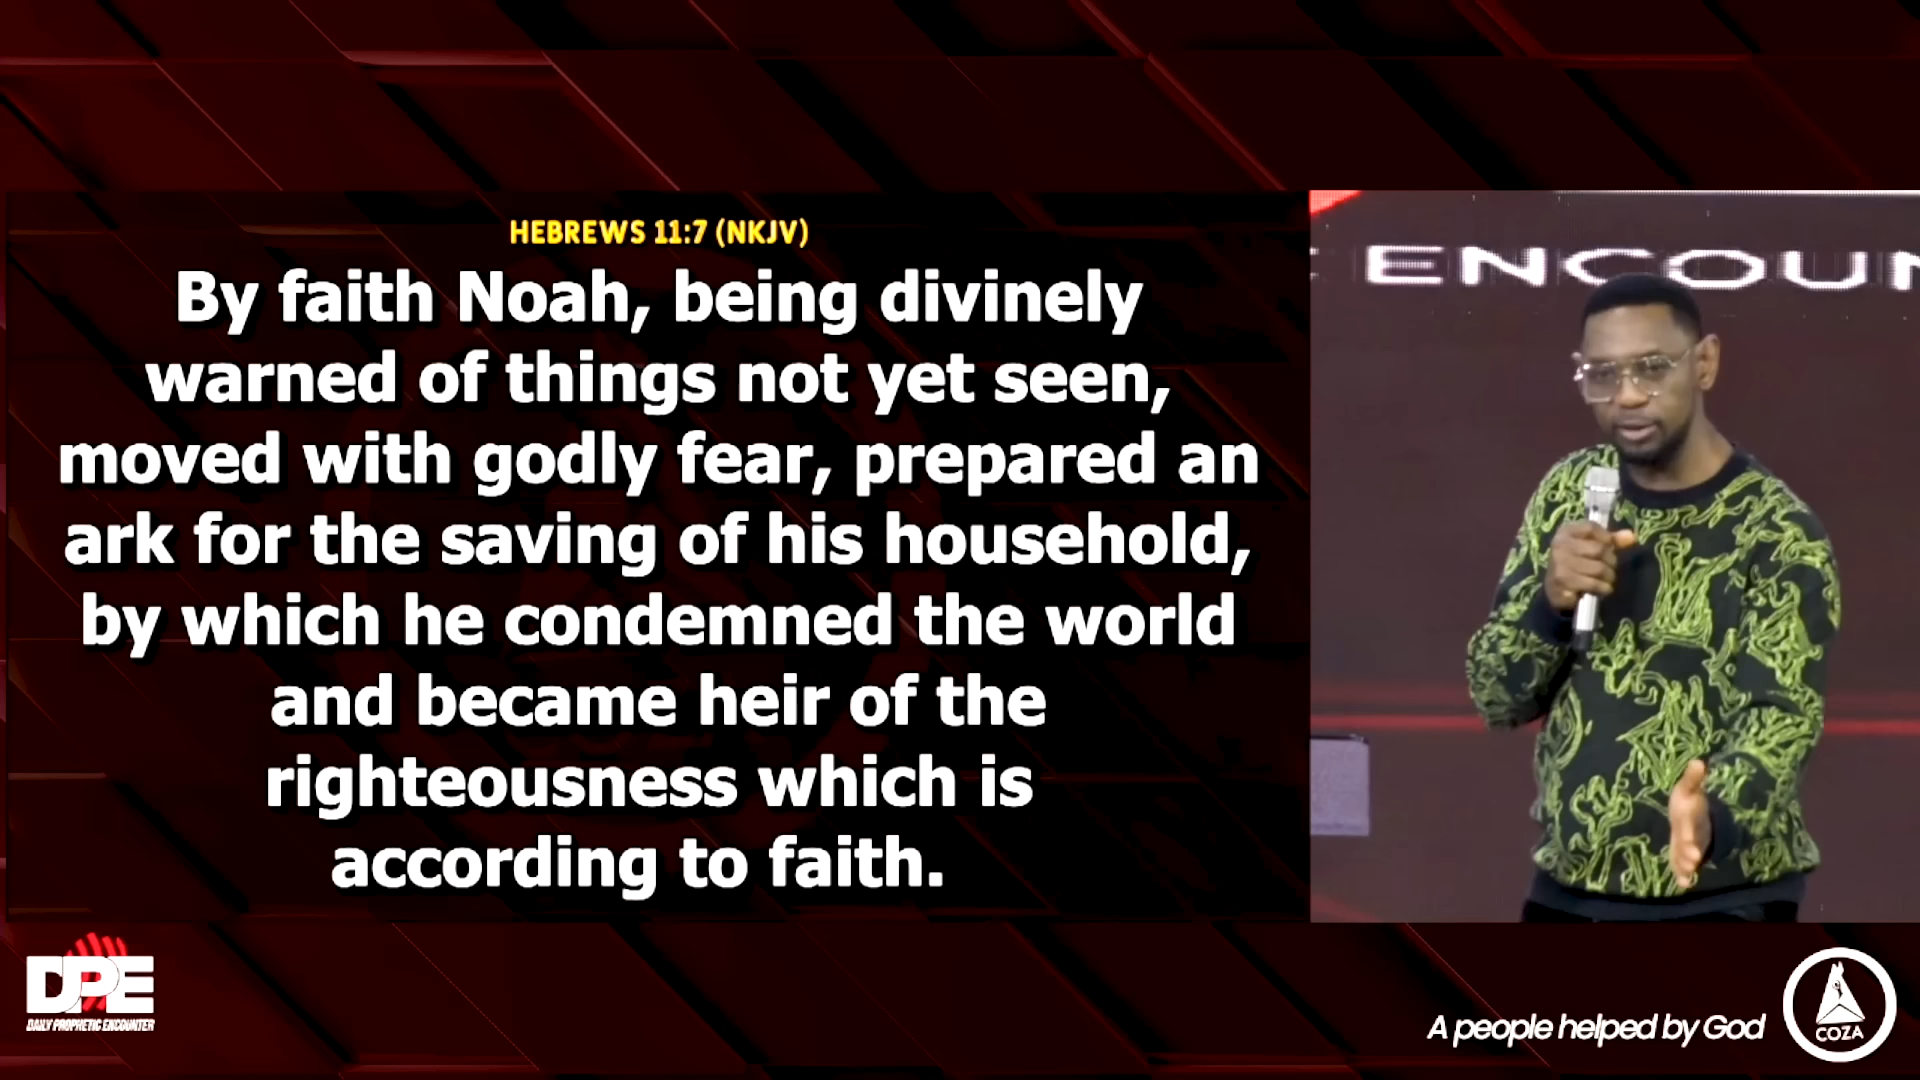 HEBREWS 11:7 (NKJV)
By faith Noah, being divinely
warned of things not yet seen,
moved with godly fear, prepared an
ark for the saving of his household,
by which he condemned the world
and became heir of the
righteousness which is
according to faith.
ENCOUN
DPE
DAILY PROPHETIC ENCOUNTER
A people helped by God
COZA